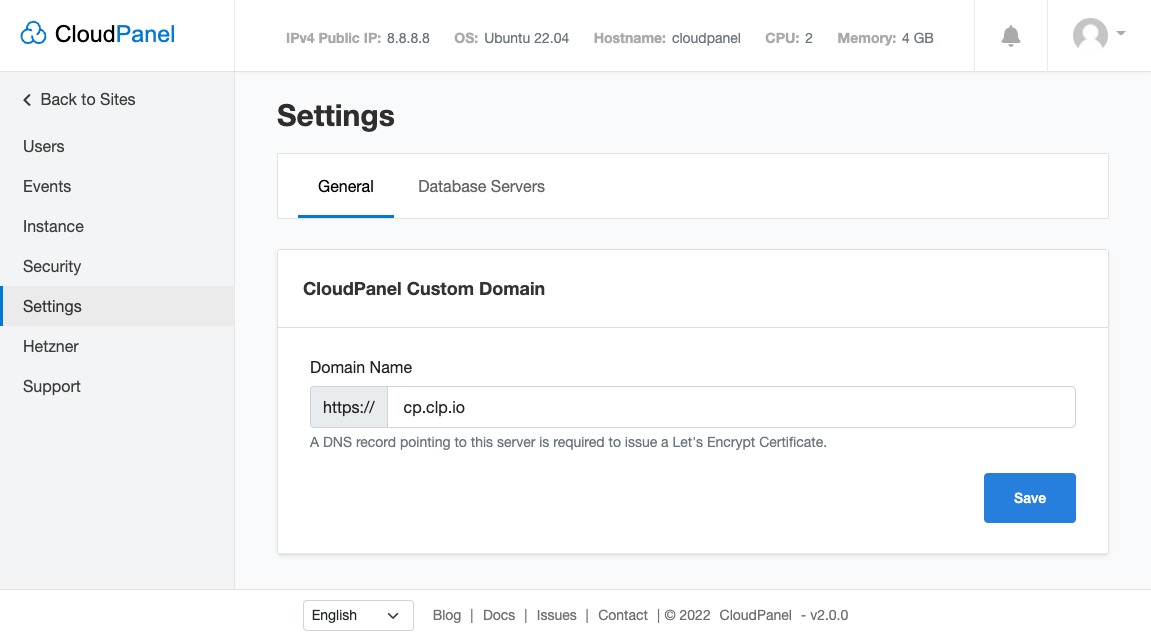 CloudPanel
IPv4 Public IP: 8.8.8.8 OS: Ubuntu 22.04 Hostname: cloudpanel CPU: 2 Memory: 4 GB
Back to Sites
Users
Events
Instance
Security
Settings
Hetzner
Support
Settings
General Database Servers
CloudPanel Custom Domain
Domain Name
https:// cp.clp.io
A DNS record pointing to this server is required to issue a Let's Encrypt Certificate.
Save
English Blog | Docs | Issues | Contact | © 2022 CloudPanel - v2.0.0